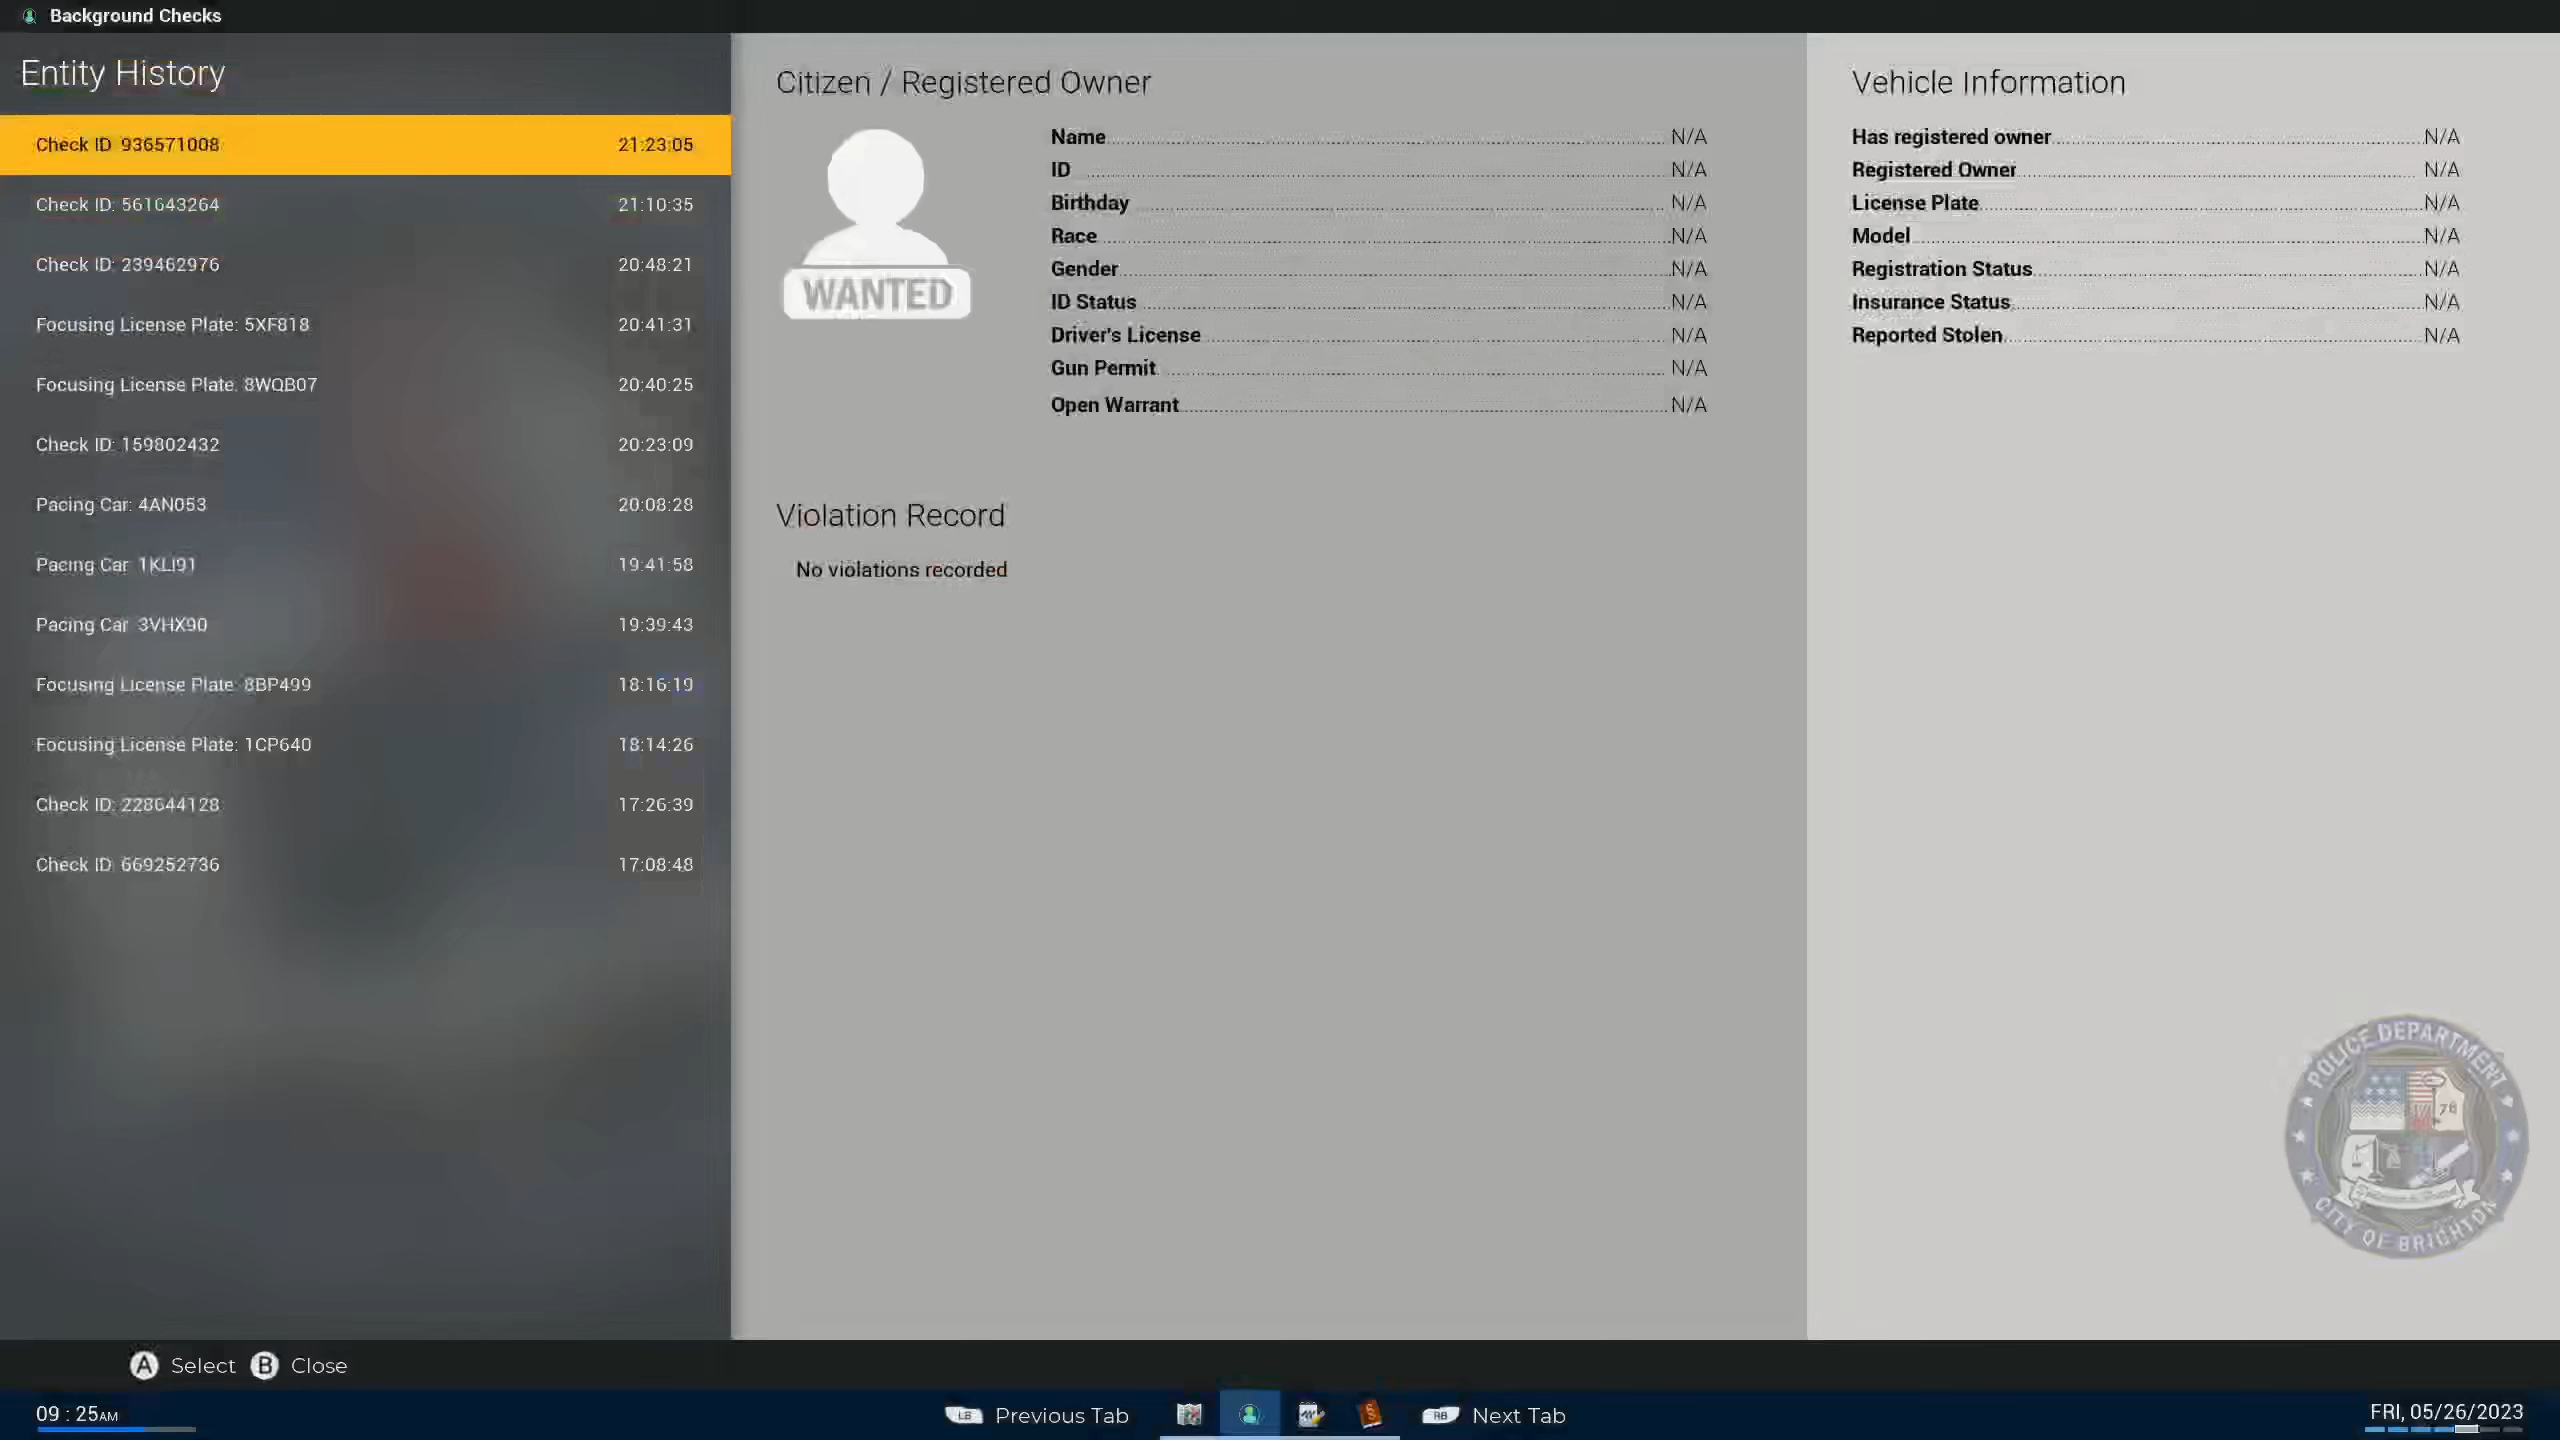 Background Checks
Entity History
Check ID: 936571008 21:23:05
Check ID: 561643264 21:10:35
Check ID: 239462976 20:48:21
Focusing License Plate: 5XF818 20:41:31
Focusing License Plate: 8WQB07 20:40:25
Check ID: 159802432 20:23:09
Pacing Car: 4AN053 20:08:28
Pacing Car: 1KLI91 19:41:58
Pacing Car: 3VHX90 19:39:43
Focusing License Plate: 8BP499 18:16:19
Focusing License Plate: 1CP640 18:14:26
Check ID: 228644128 17:26:39
Check ID: 669252736 17:08:48
Citizen / Registered Owner
WANTED
Name N/A
ID N/A
Birthday N/A
Race N/A
Gender N/A
ID Status N/A
Driver's License N/A
Gun Permit N/A
Open Warrant N/A
Violation Record
No violations recorded
Vehicle Information
Has registered owner N/A
Registered Owner N/A
License Plate N/A
Model N/A
Registration Status N/A
Insurance Status N/A
Reported Stolen N/A
POLICE DEPARTMENT
78
CITY OF BRIGHTON
A Select B Close
09 : 25AM
LB Previous Tab
RB Next Tab
FRI, 05/26/2023